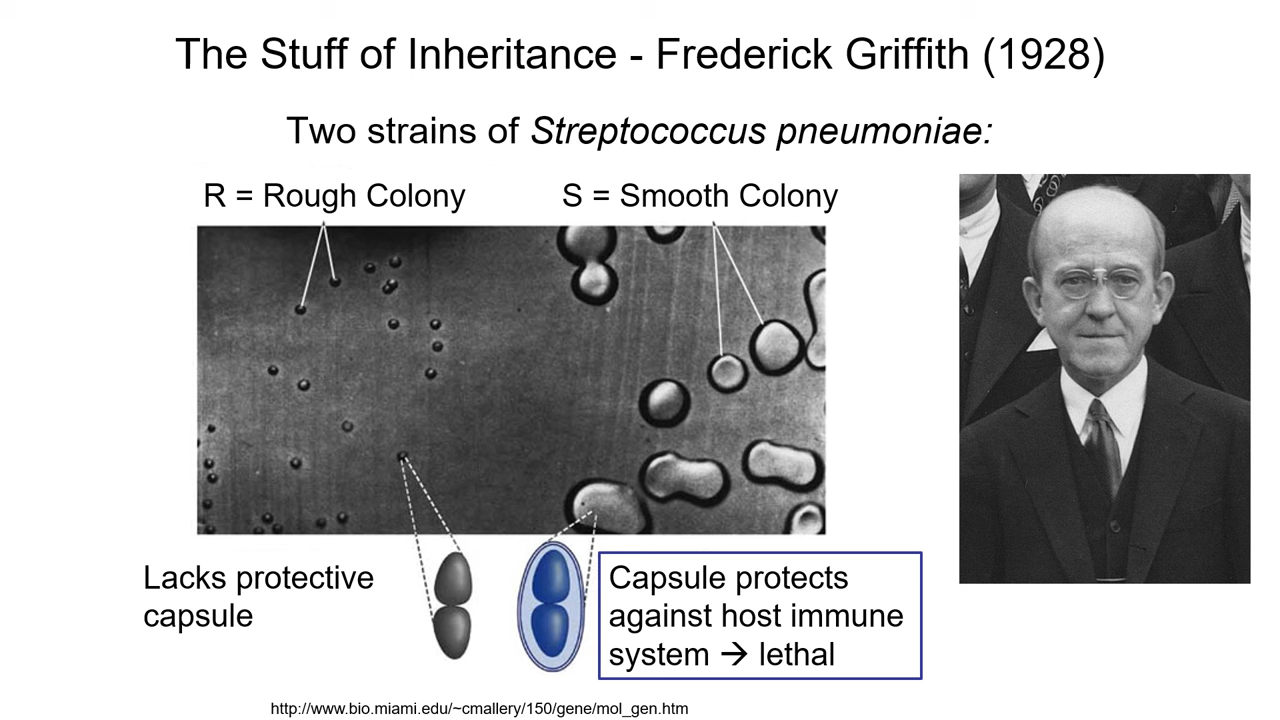 The Stuff of Inheritance - Frederick Griffith (1928)
Two strains of Streptococcus pneumoniae:
R = Rough Colony
S = Smooth Colony
Lacks protective
capsule
Capsule protects
against host immune
system → lethal
http://www.bio.miami.edu/~cmallery/150/gene/mol_gen.htm